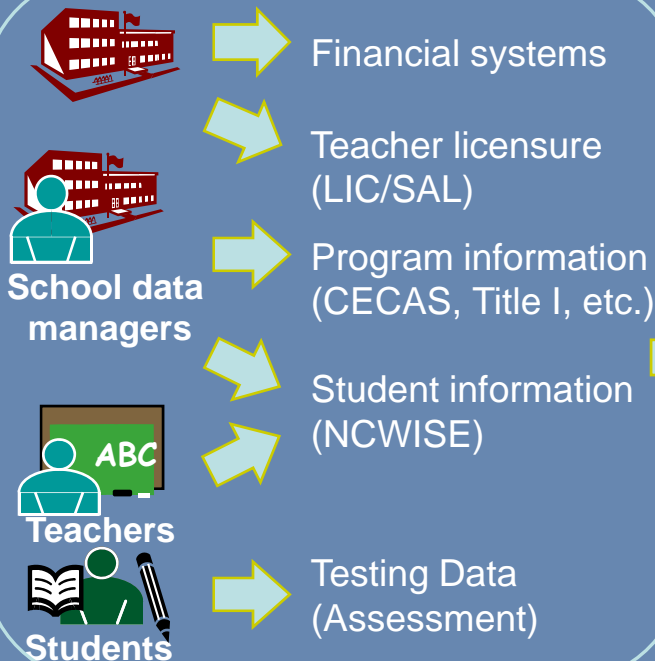 Financial systems
Teacher licensure
(LIC/SAL)
School data
managers
Program information
(CECAS, Title I, etc.)
Student information
(NCWISE)
ABC
Teachers
Testing Data
(Assessment)
Students